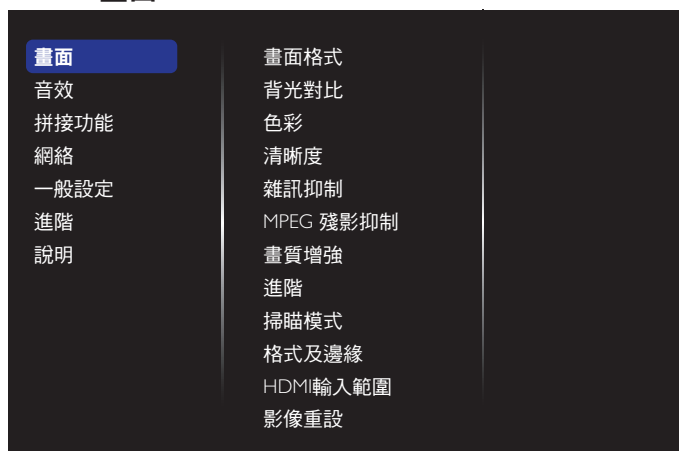 畫面
音效
拼接功能
網絡
一般設定
進階
說明
畫面格式
背光對比
色彩
清晰度
雜訊抑制
MPEG 殘影抑制
畫質增強
進階
掃瞄模式
格式及邊緣
HDMI輸入範圍
影像重設